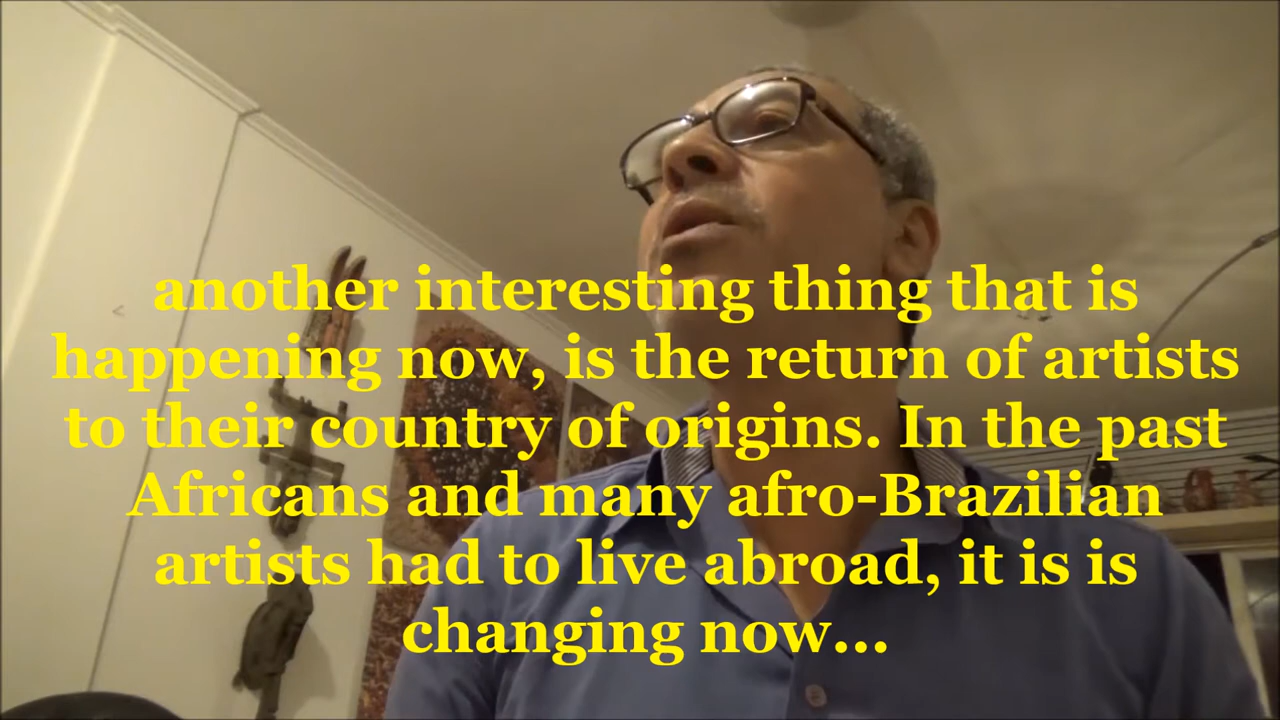 another interesting thing that is
happening now, is the return of artists
to their country of origins. In the past
Africans and many afro-Brazilian
artists had to live abroad, it is is
changing now...